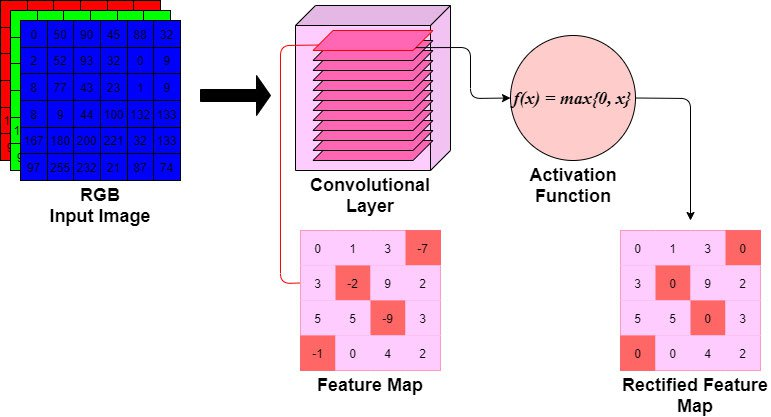 0 50 90 45 88 32
2 52 93 32 0 9
8 77 43 23 1 9
8 9 44 100 132 133
167 180 200 221 32 133
97 255 232 21 87 74
RGB
Input Image
Convolutional
Layer
f(x) = max{0, x}
Activation
Function
0 1 3 -7
3 -2 9 2
5 5 -9 3
-1 0 4 2
Feature Map
0 1 3 0
3 0 9 2
5 5 0 3
0 0 4 2
Rectified Feature
Map